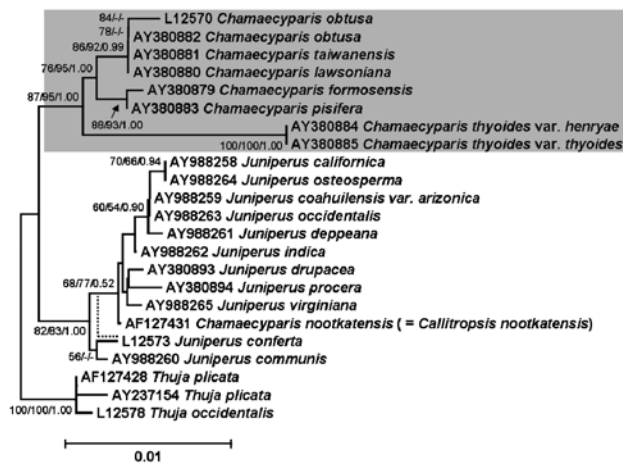 84/-/-
L12570 Chamaecyparis obtusa
78/-/-
AY380882 Chamaecyparis obtusa
86/92/0.99
AY380881 Chamaecyparis taiwanensis
76/95/1.00
AY380880 Chamaecyparis lawsoniana
87/95/1.00
AY380879 Chamaecyparis formosensis
AY380883 Chamaecyparis pisifera
88/93/1.00
AY380884 Chamaecyparis thyoides var. henryae
100/100/1.00
AY380885 Chamaecyparis thyoides var. thyoides
70/66/0.94
AY988258 Juniperus californica
AY988264 Juniperus osteosperma
AY988259 Juniperus coahuilensis var. arizonica
60/54/0.90
AY988263 Juniperus occidentalis
AY988261 Juniperus deppeana
AY988262 Juniperus indica
AY380893 Juniperus drupacea
68/77/0.52
AY380894 Juniperus procera
AY988265 Juniperus virginiana
AF127431 Chamaecyparis nootkatensis ( = Callitropsis nootkatensis)
82/83/1.00
L12573 Juniperus conferta
56/-/-
AY988260 Juniperus communis
AF127428 Thuja plicata
AY237154 Thuja plicata
100/100/1.00
L12578 Thuja occidentalis
0.01